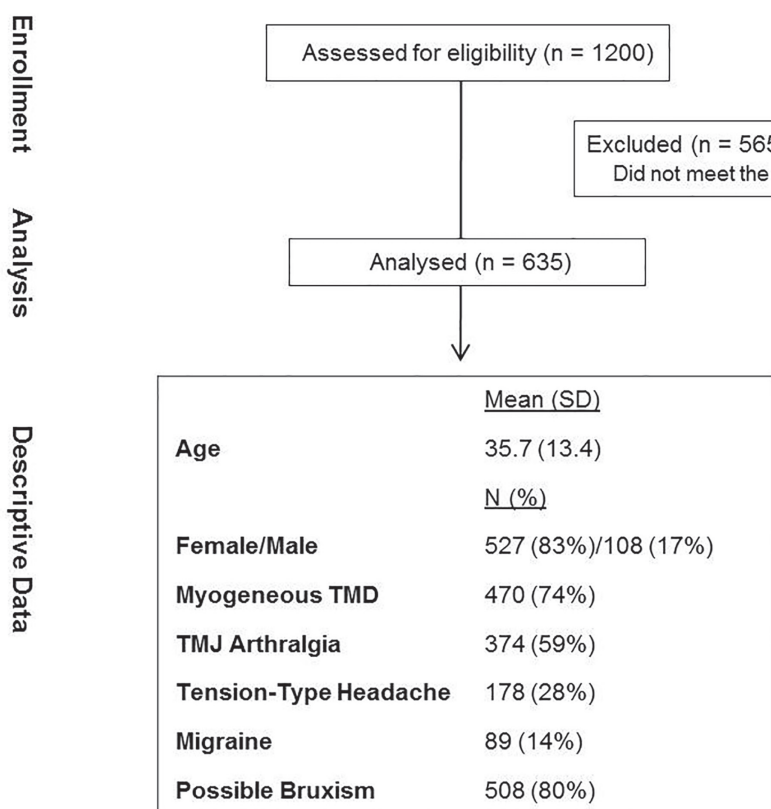 Enrollment
Assessed for eligibility (n = 1200)
Excluded (n = 565
Did not meet the
Analysis
Analysed (n = 635)
Descriptive Data
Mean (SD)
Age 35.7 (13.4)
N (%)
Female/Male 527 (83%)/108 (17%)
Myogeneous TMD 470 (74%)
TMJ Arthralgia 374 (59%)
Tension-Type Headache 178 (28%)
Migraine 89 (14%)
Possible Bruxism 508 (80%)